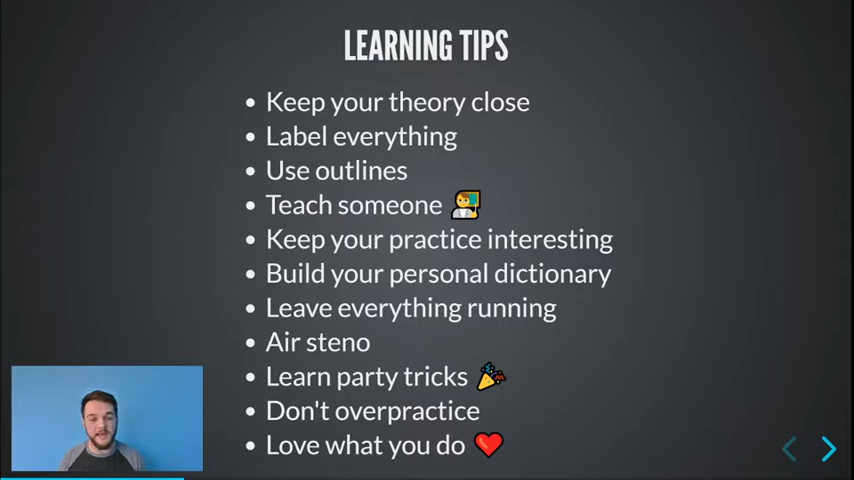 LEARNING TIPS
Keep your theory close
Label everything
Use outlines
Teach someone 🧑‍🏫
Keep your practice interesting
Build your personal dictionary
Leave everything running
Air steno
Learn party tricks 🎉
Don't overpractice
Love what you do ❤️